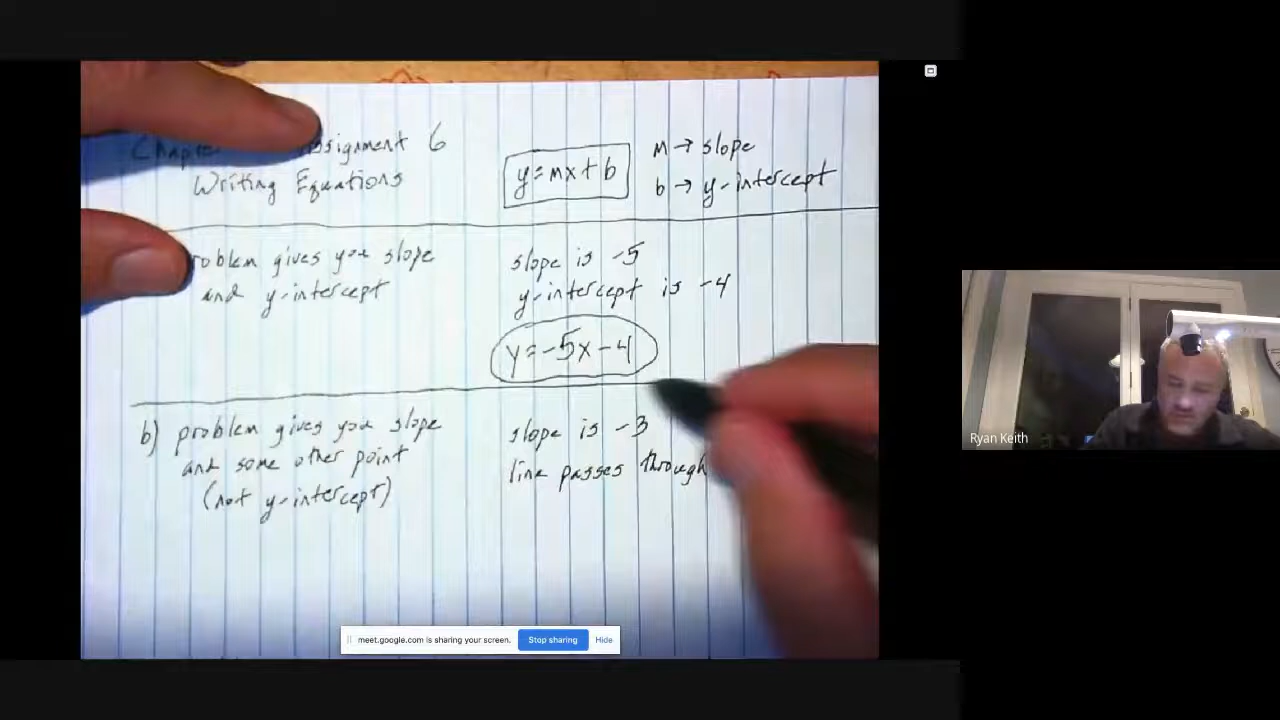 Assignment 6
Writing Equations
y=mx+b
m → slope
b → y-intercept
problem gives you slope
and y-intercept
slope is -5
y-intercept is -4
y=-5x-4
b) problem gives you slope
and some other point
(not y-intercept)
slope is -3
line passes through
meet.google.com is sharing your screen.
Stop sharing
Hide
Ryan Keith